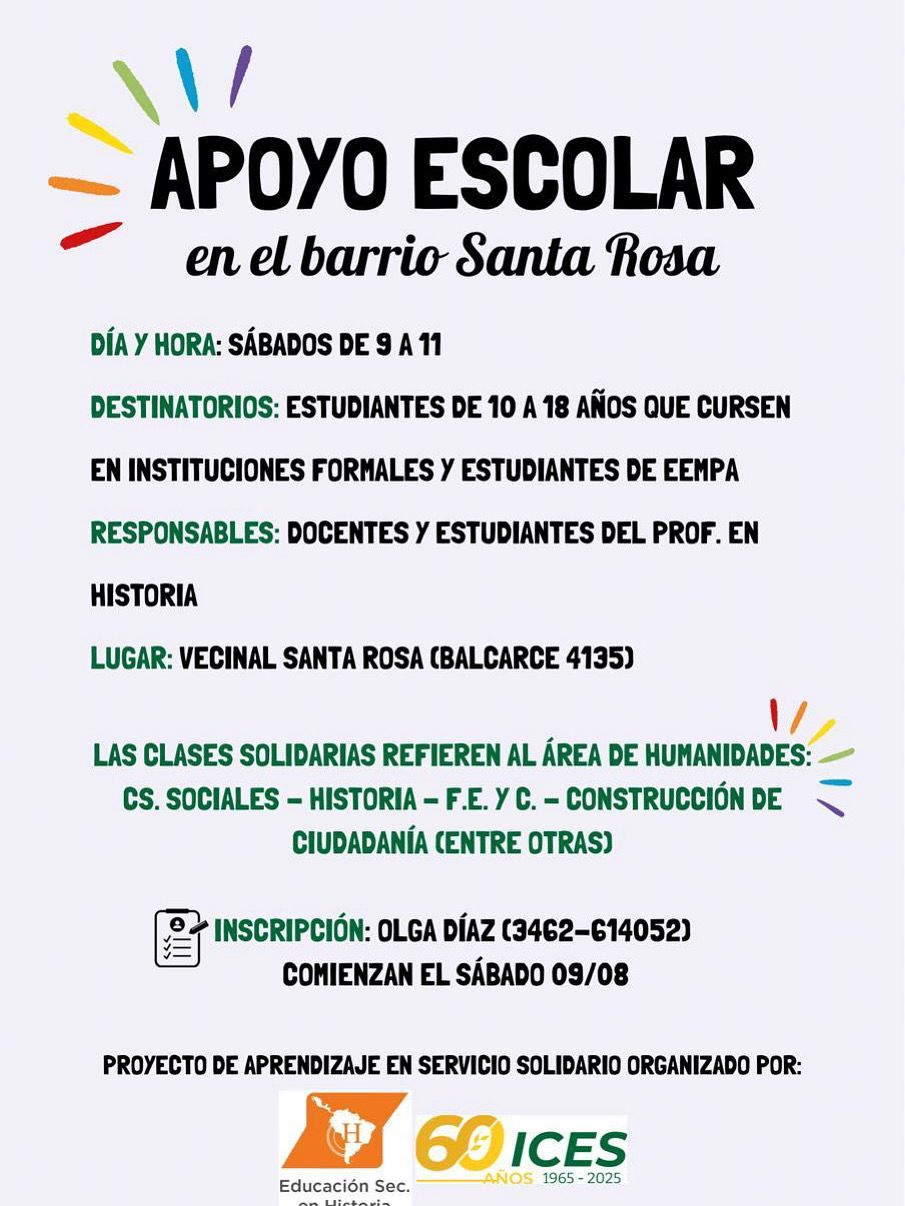 APOYO ESCOLAR
en el barrio Santa Rosa
DÍA Y HORA: SÁBADOS DE 9 A 11
DESTINATORIOS: ESTUDIANTES DE 10 A 18 AÑOS QUE CURSEN
EN INSTITUCIONES FORMALES Y ESTUDIANTES DE EEMPA
RESPONSABLES: DOCENTES Y ESTUDIANTES DEL PROF. EN
HISTORIA
LUGAR: VECINAL SANTA ROSA (BALCARCE 4135)
LAS CLASES SOLIDARIAS REFIEREN AL ÁREA DE HUMANIDADES:
CS. SOCIALES – HISTORIA – F.E. Y C. – CONSTRUCCIÓN DE
CIUDADANÍA (ENTRE OTRAS)
INSCRIPCIÓN: OLGA DÍAZ (3462-614052)
COMIENZAN EL SÁBADO 09/08
PROYECTO DE APRENDIZAJE EN SERVICIO SOLIDARIO ORGANIZADO POR:
H
60 ICES
AÑOS 1965 - 2025
Educación Sec.
en Historia